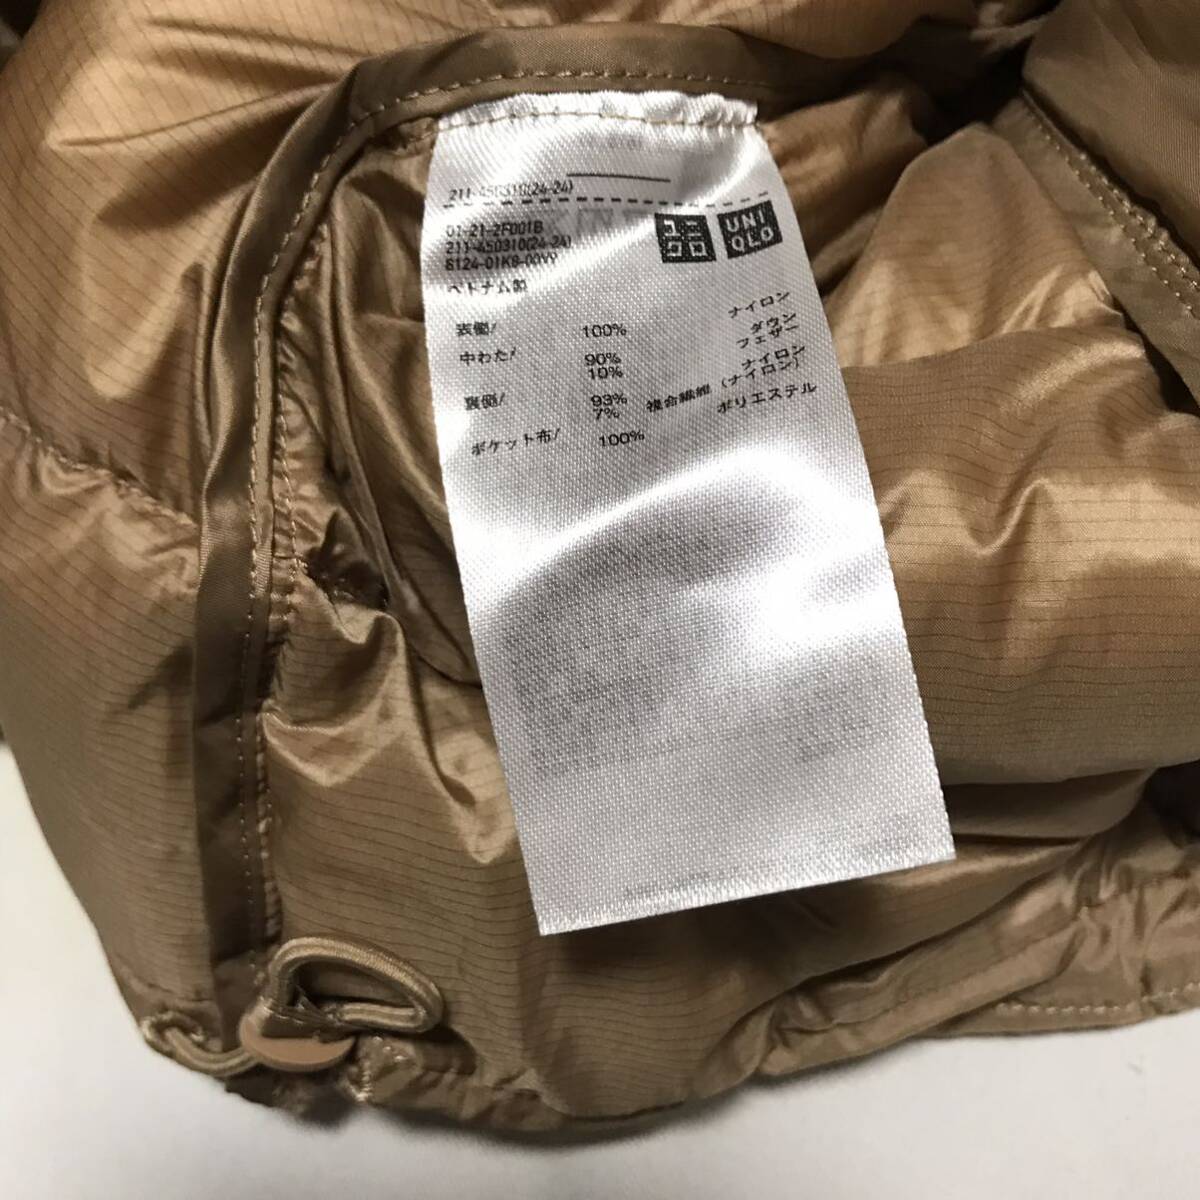 211-450310(24-24)
01-21-2F001B
211-450310(24-24)
ユニクロ
UNIQLO
ベトナム製
表側/ 100% ナイロン
中わた/ 90% ダウン
10% フェザー
裏側/ 93% ナイロン
7% 複合繊維 (ナイロン)
ポケット布/ 100% ポリエステル